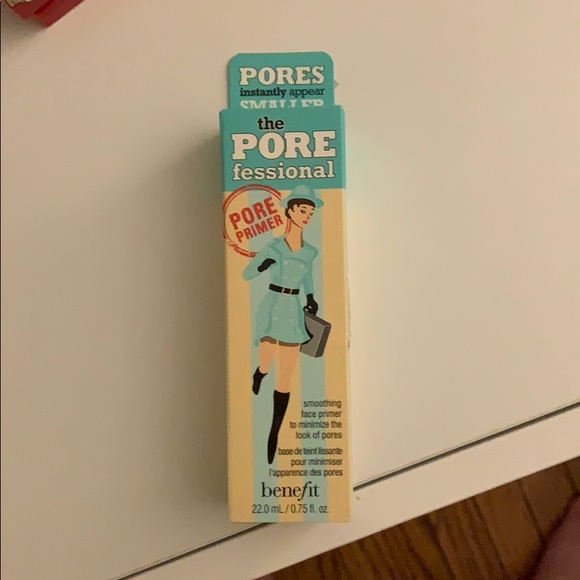 PORES
instantly appear
SMALLER
the
PORE
fessional
PORE
PRIMER
smoothing
face primer
to minimize the
look of pores
base de teint lissante
pour minimiser
l'apparence des pores
benefit
22.0 mL / 0.75 fl. oz.